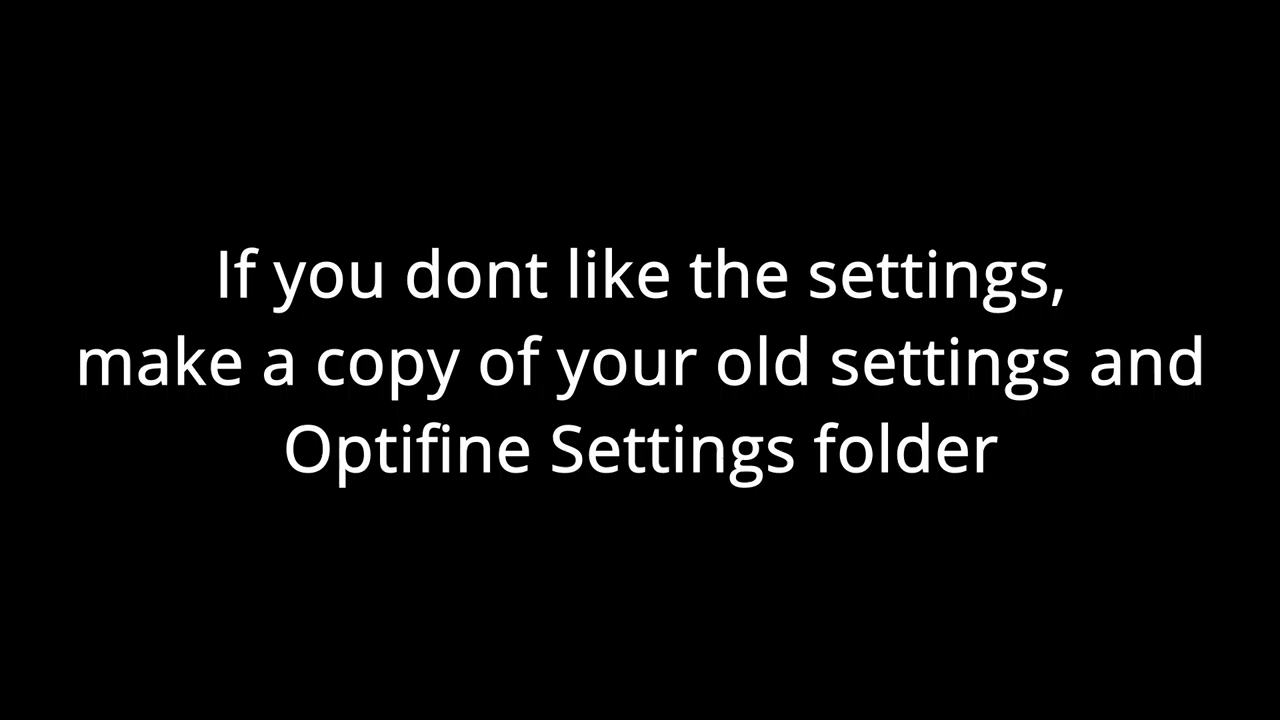 If you dont like the settings,
make a copy of your old settings and
Optifine Settings folder